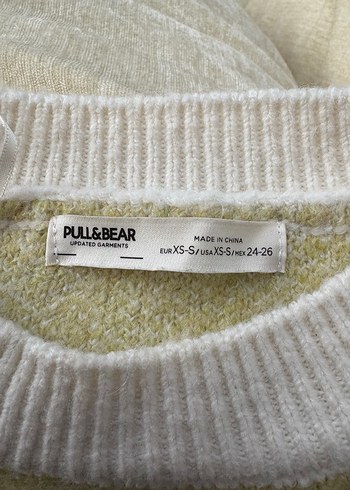 PULL&BEAR
UPDATED GARMENTS
MADE IN CHINA
EUR XS-S/USA XS-S/MEX 24-26